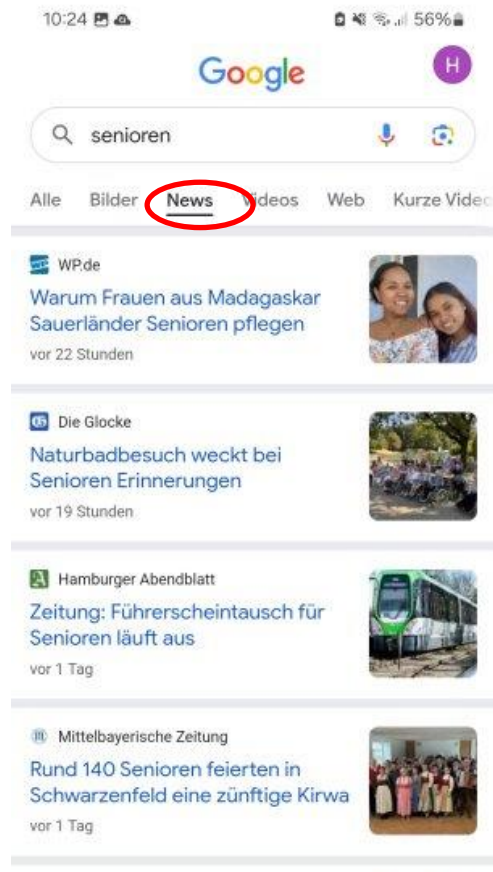 10:24 56%
Google H
senioren
Alle Bilder News Videos Web Kurze Videc
WP.de
Warum Frauen aus Madagaskar
Sauerländer Senioren pflegen
vor 22 Stunden
Die Glocke
Naturbadbesuch weckt bei
Senioren Erinnerungen
vor 19 Stunden
Hamburger Abendblatt
Zeitung: Führerscheintausch für
Senioren läuft aus
vor 1 Tag
Mittelbayerische Zeitung
Rund 140 Senioren feierten in
Schwarzenfeld eine zünftige Kirwa
vor 1 Tag